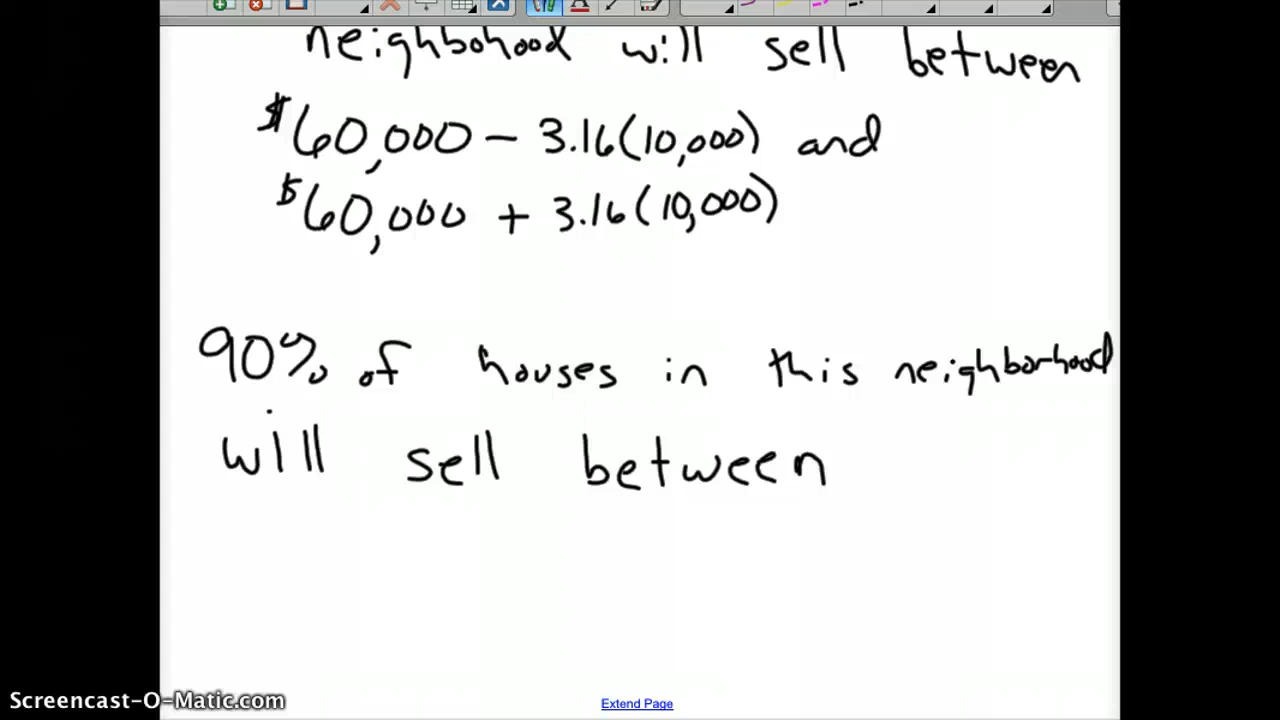 neighbohood will sell between
$60,000 - 3.16(10,000) and
$60,000 + 3.16(10,000)
90% of houses in this neighborhood
will sell between
Extend Page
Screencast-O-Matic.com